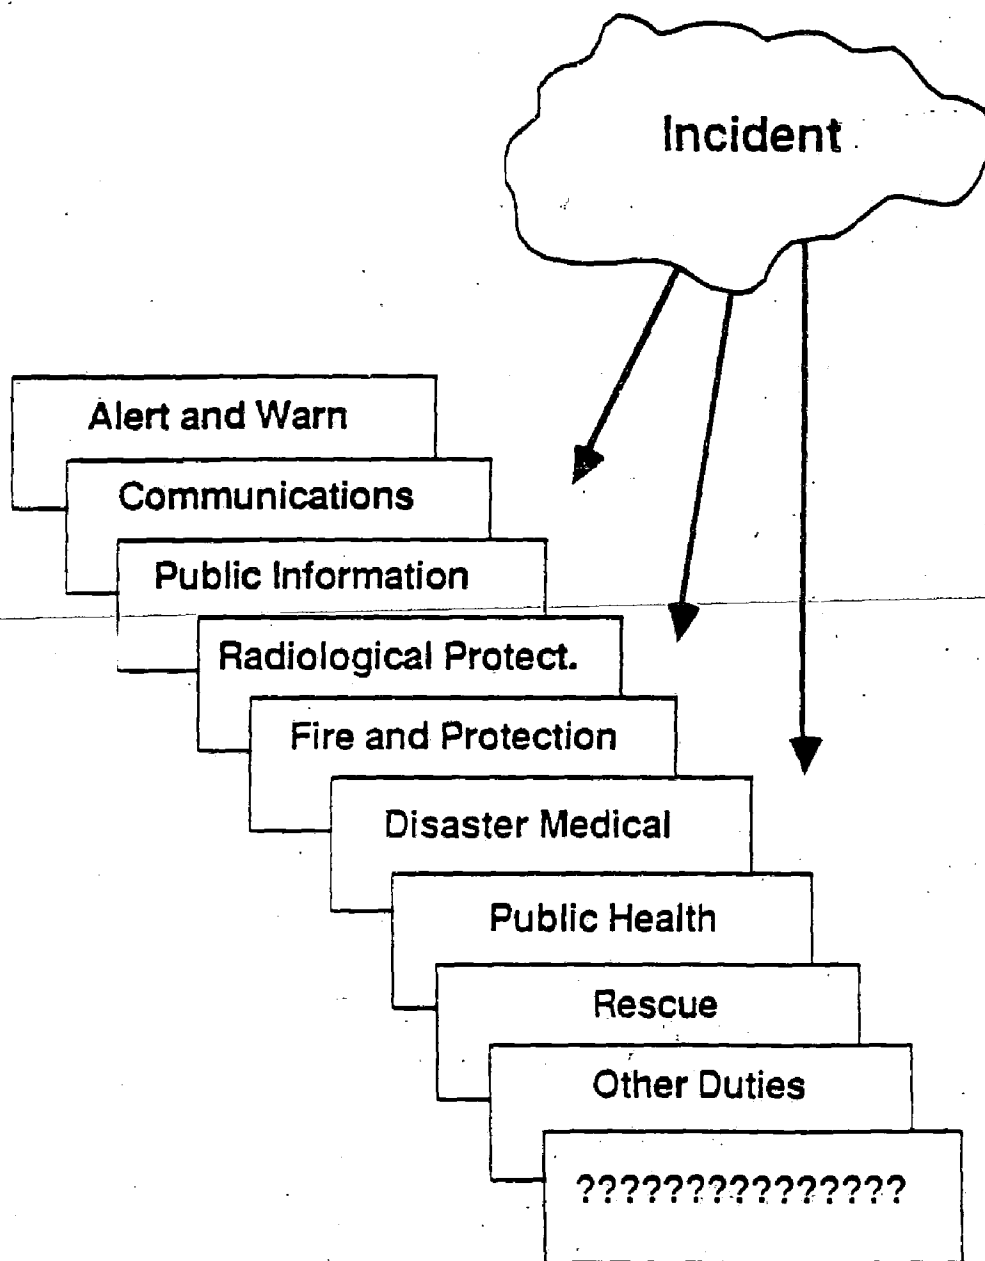 Incident
Alert and Warn
Communications
Public Information
Radiological Protect.
Fire and Protection
Disaster Medical
Public Health
Rescue
Other Duties
???????????????